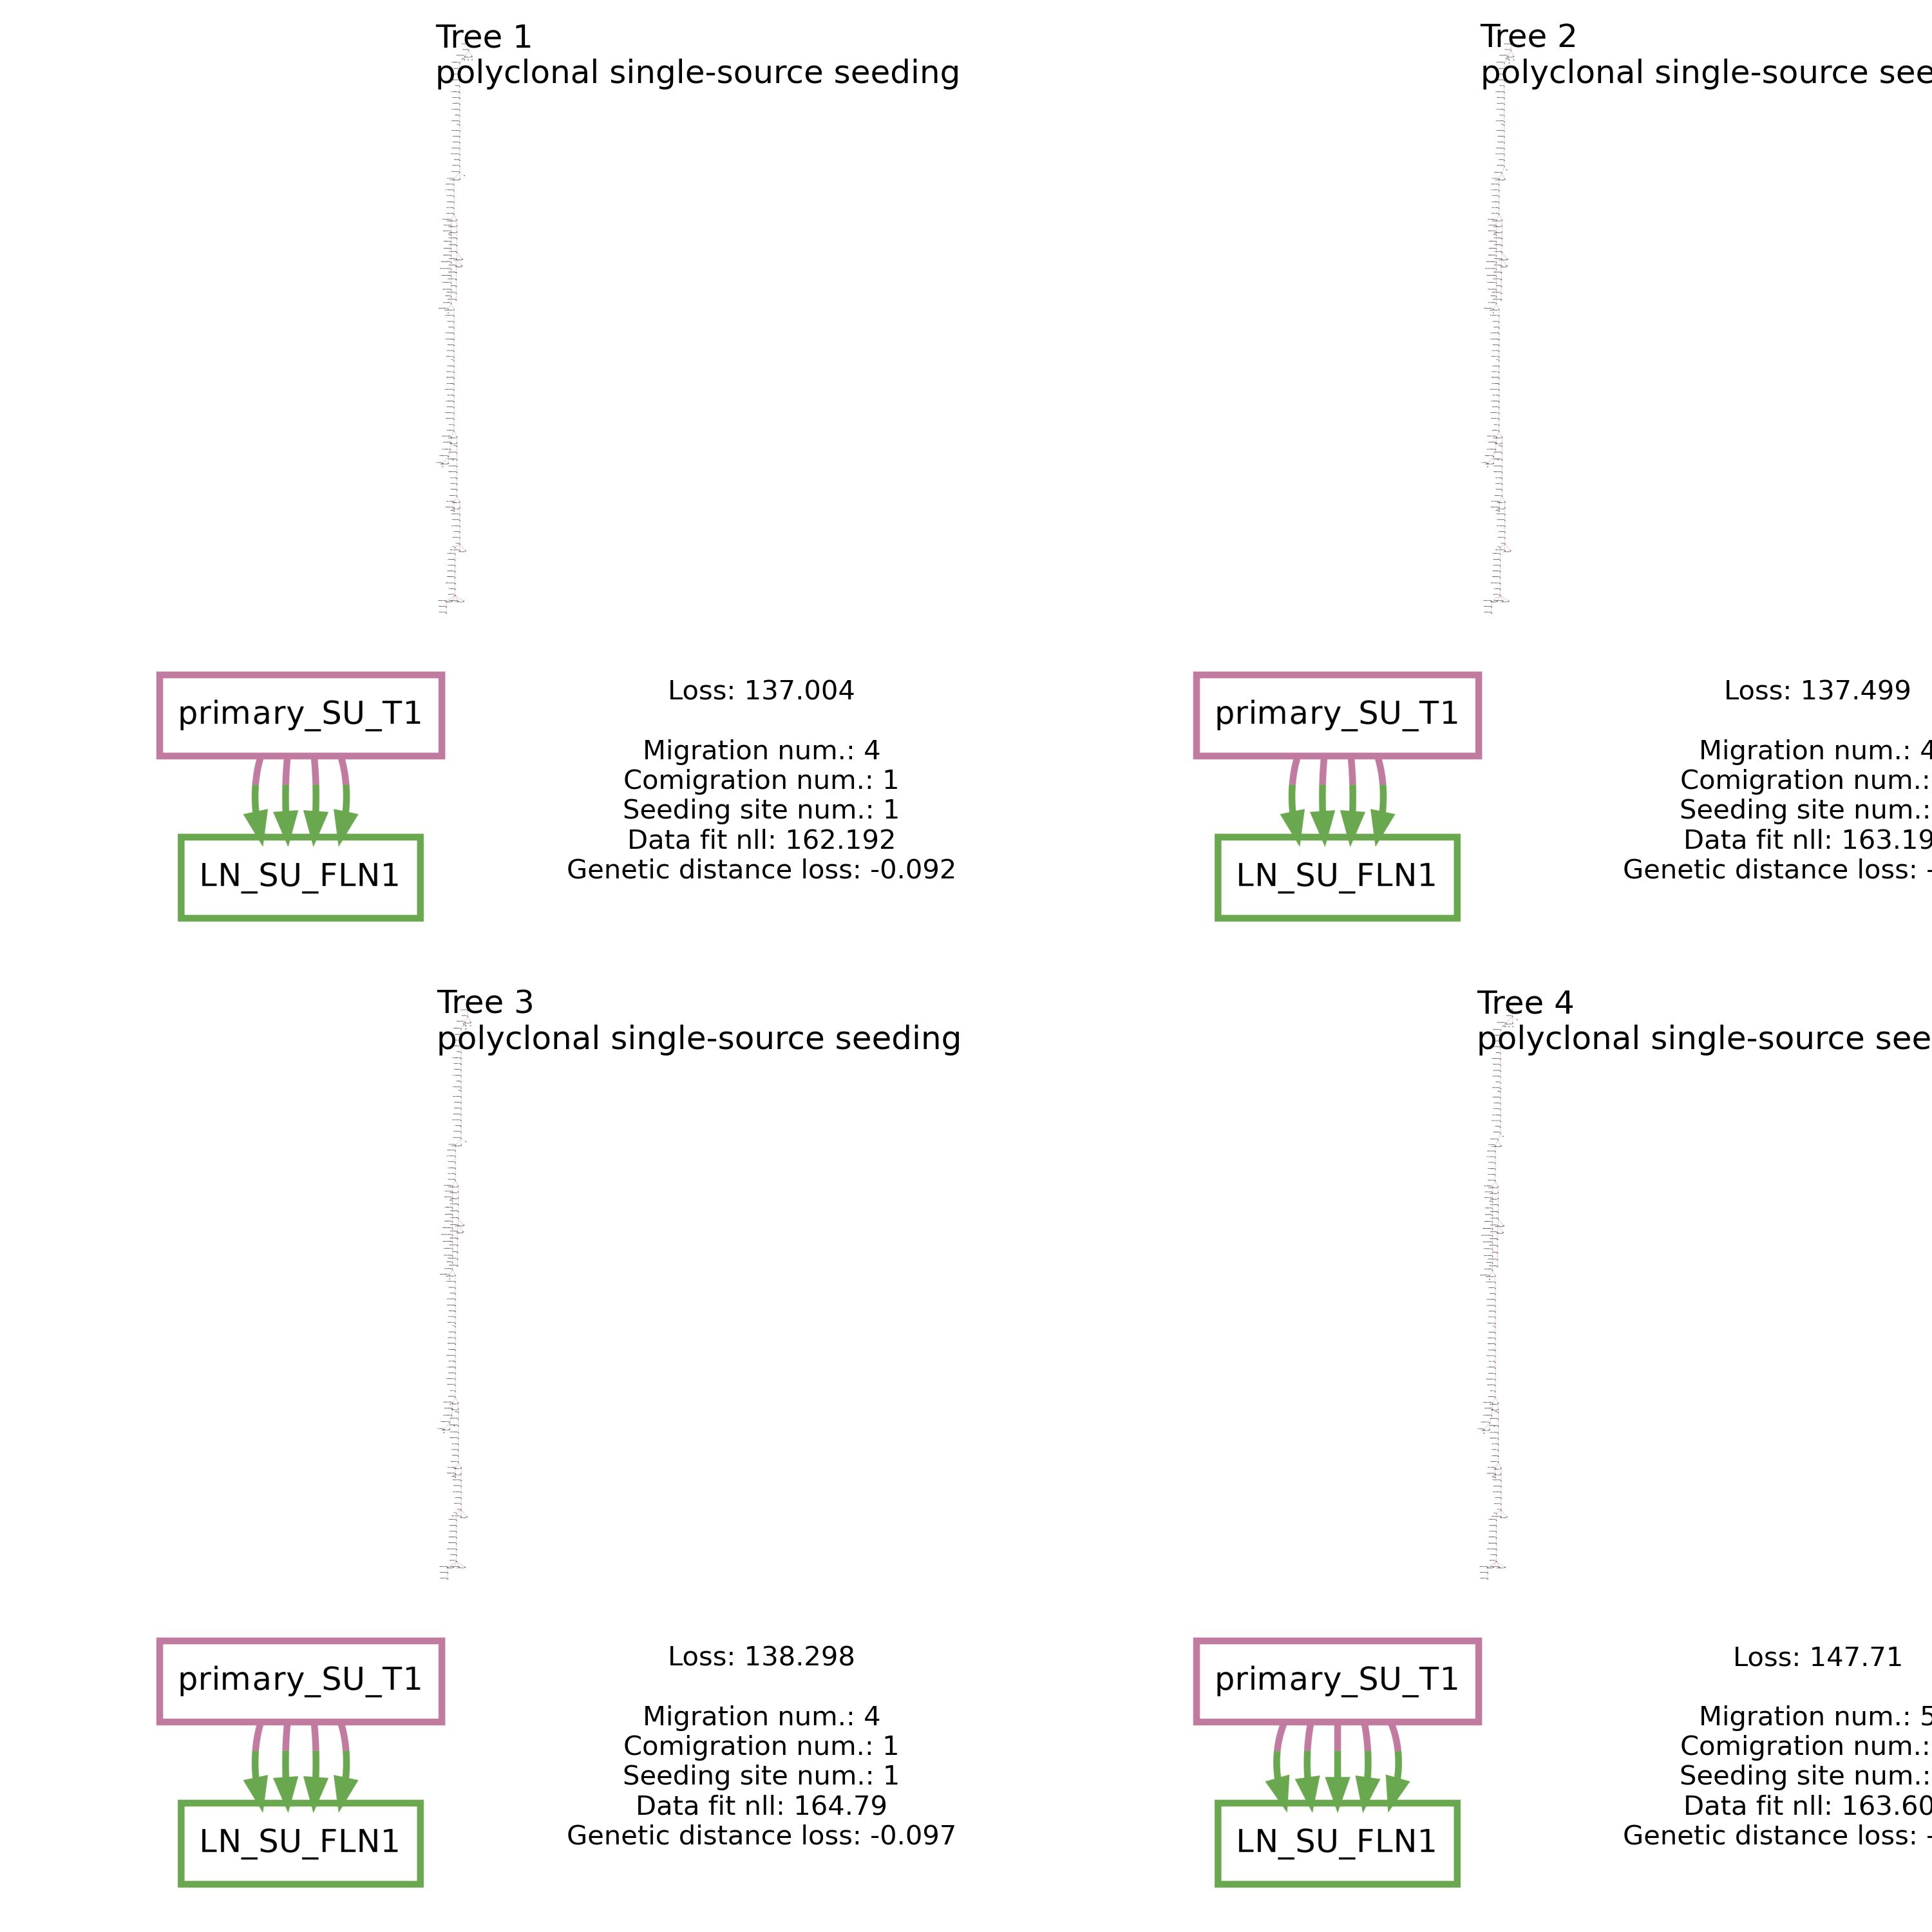 Tree 1
polyclonal single-source seeding
primary_SU_T1
LN_SU_FLN1
Loss: 137.004
Migration num.: 4
Comigration num.: 1
Seeding site num.: 1
Data fit nll: 162.192
Genetic distance loss: -0.092
Tree 2
polyclonal single-source see
primary_SU_T1
LN_SU_FLN1
Loss: 137.499
Migration num.: 4
Comigration num.:
Seeding site num.:
Data fit nll: 163.19
Genetic distance loss: -
Tree 3
polyclonal single-source seeding
primary_SU_T1
LN_SU_FLN1
Loss: 138.298
Migration num.: 4
Comigration num.: 1
Seeding site num.: 1
Data fit nll: 164.79
Genetic distance loss: -0.097
Tree 4
polyclonal single-source see
primary_SU_T1
LN_SU_FLN1
Loss: 147.71
Migration num.: 5
Comigration num.:
Seeding site num.:
Data fit nll: 163.60
Genetic distance loss: -